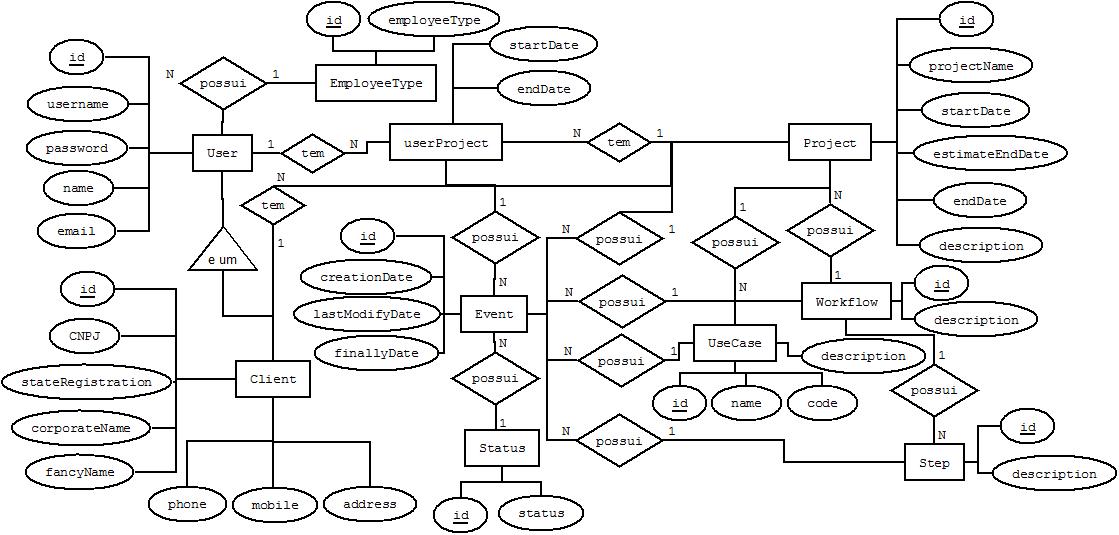 id
employeeType
id
startDate
id
N
possui
1
EmployeeType
projectName
username
endDate
startDate
password
User
1
tem
N
userProject
N
tem
1
Project
estimateEndDate
name
N
tem
1
endDate
email
1
possui
N
id
N
possui
1
1
possui
N
N
possui
1
description
e um
id
creationDate
lastModifyDate
finallyDate
Event
N
possui
1
Workflow
id
description
CNPJ
stateRegistration
corporateName
fancyName
Client
N
possui
1
N
possui
1
UseCase
description
1
possui
N
id
name
code
Status
N
possui
1
Step
id
description
phone
mobile
address
id
status